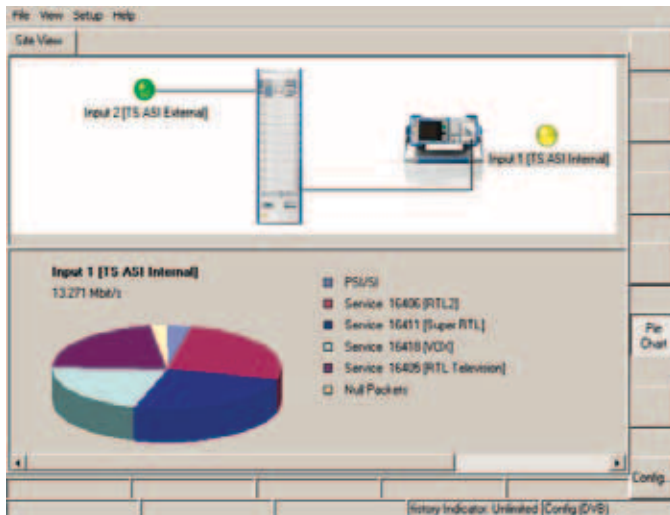 File View Setup Help
Site View
Input 2 [TS ASI External]
Input 1 [TS ASI Internal]
Input 1 [TS ASI Internal]
13.271 Mbit/s
PSI/SI
Service 16406 [RTL2]
Service 16411 [Super RTL]
Service 16418 [VOX]
Service 16405 [RTL Television]
Null Packets
Pie
Chart
Config...
History Indicator: Unlimited Config (DVB)